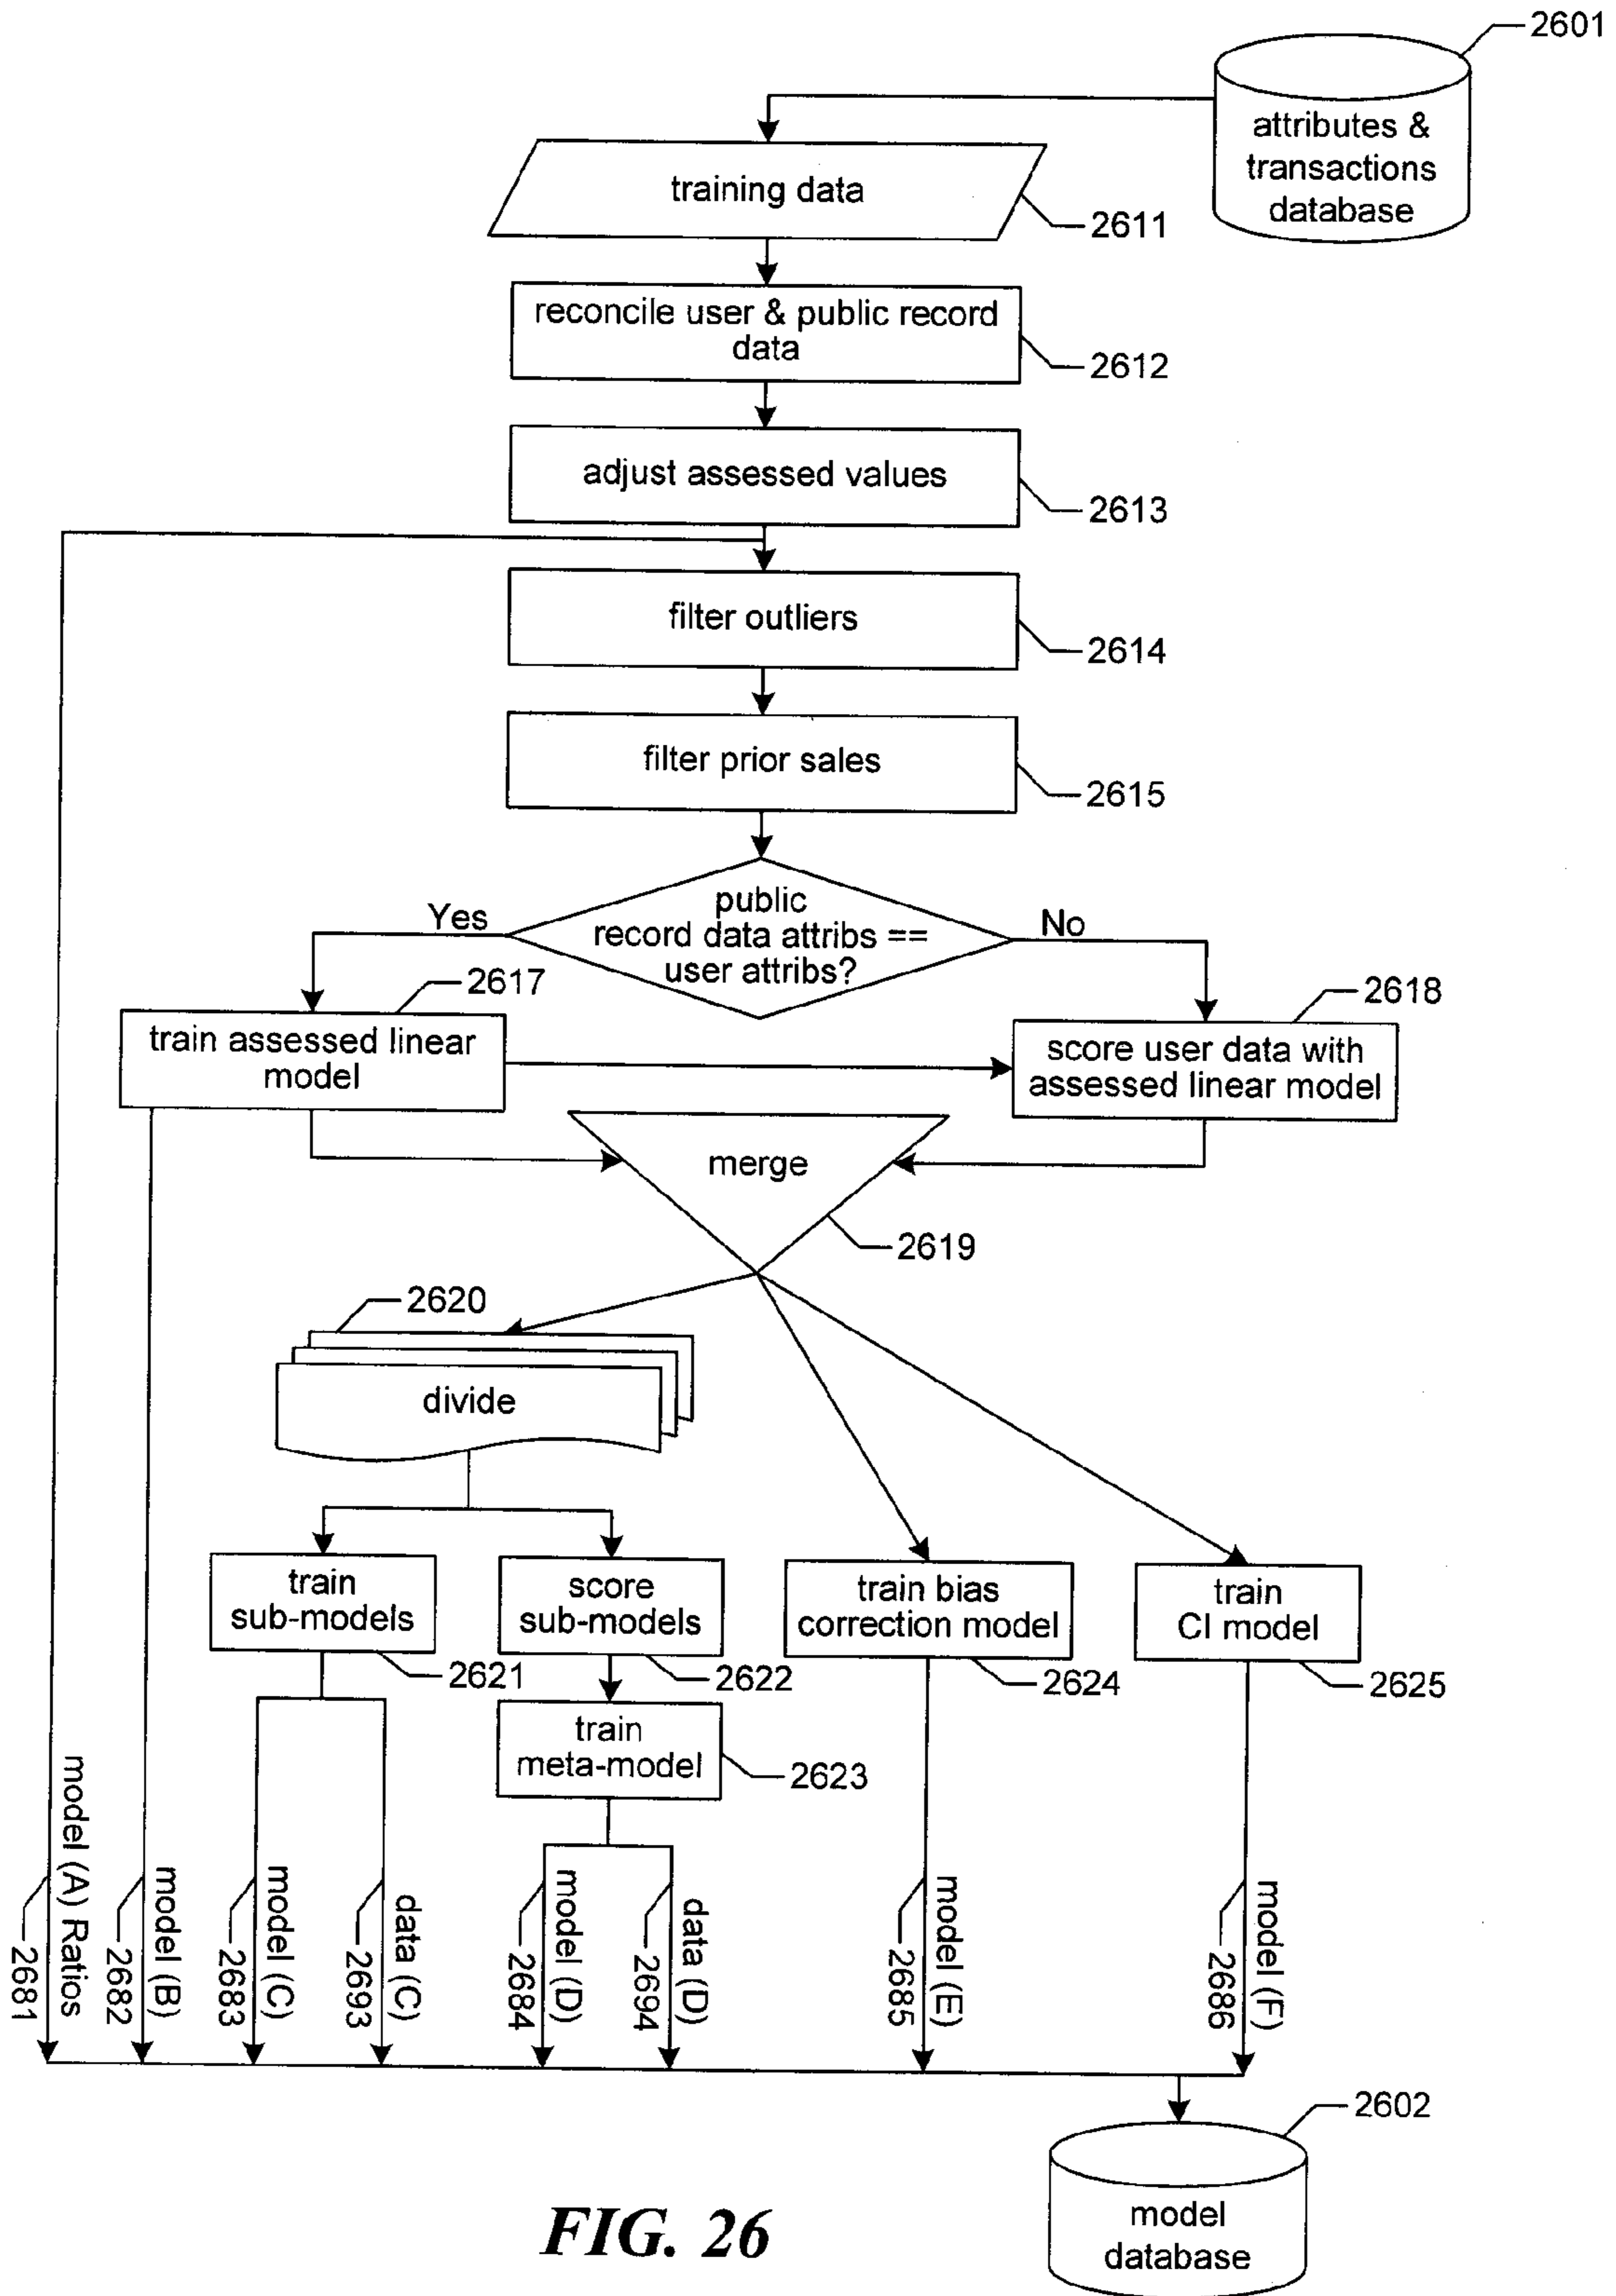 2601
attributes &
transactions
database
training data
2611
reconcile user & public record
data
2612
adjust assessed values
2613
filter outliers
2614
filter prior sales
2615
public
record data attribs ==
user attribs?
Yes
No
2617
train assessed linear
model
2618
score user data with
assessed linear model
merge
2619
2620
divide
train
sub-models
2621
score
sub-models
2622
train bias
correction model
2624
train
CI model
2625
train
meta-model
2623
model (A) Ratios
2681
model (B)
2682
model (C)
2683
data (C)
2693
model (D)
2684
data (D)
2694
model (E)
2685
model (F)
2686
2602
model
database
FIG. 26